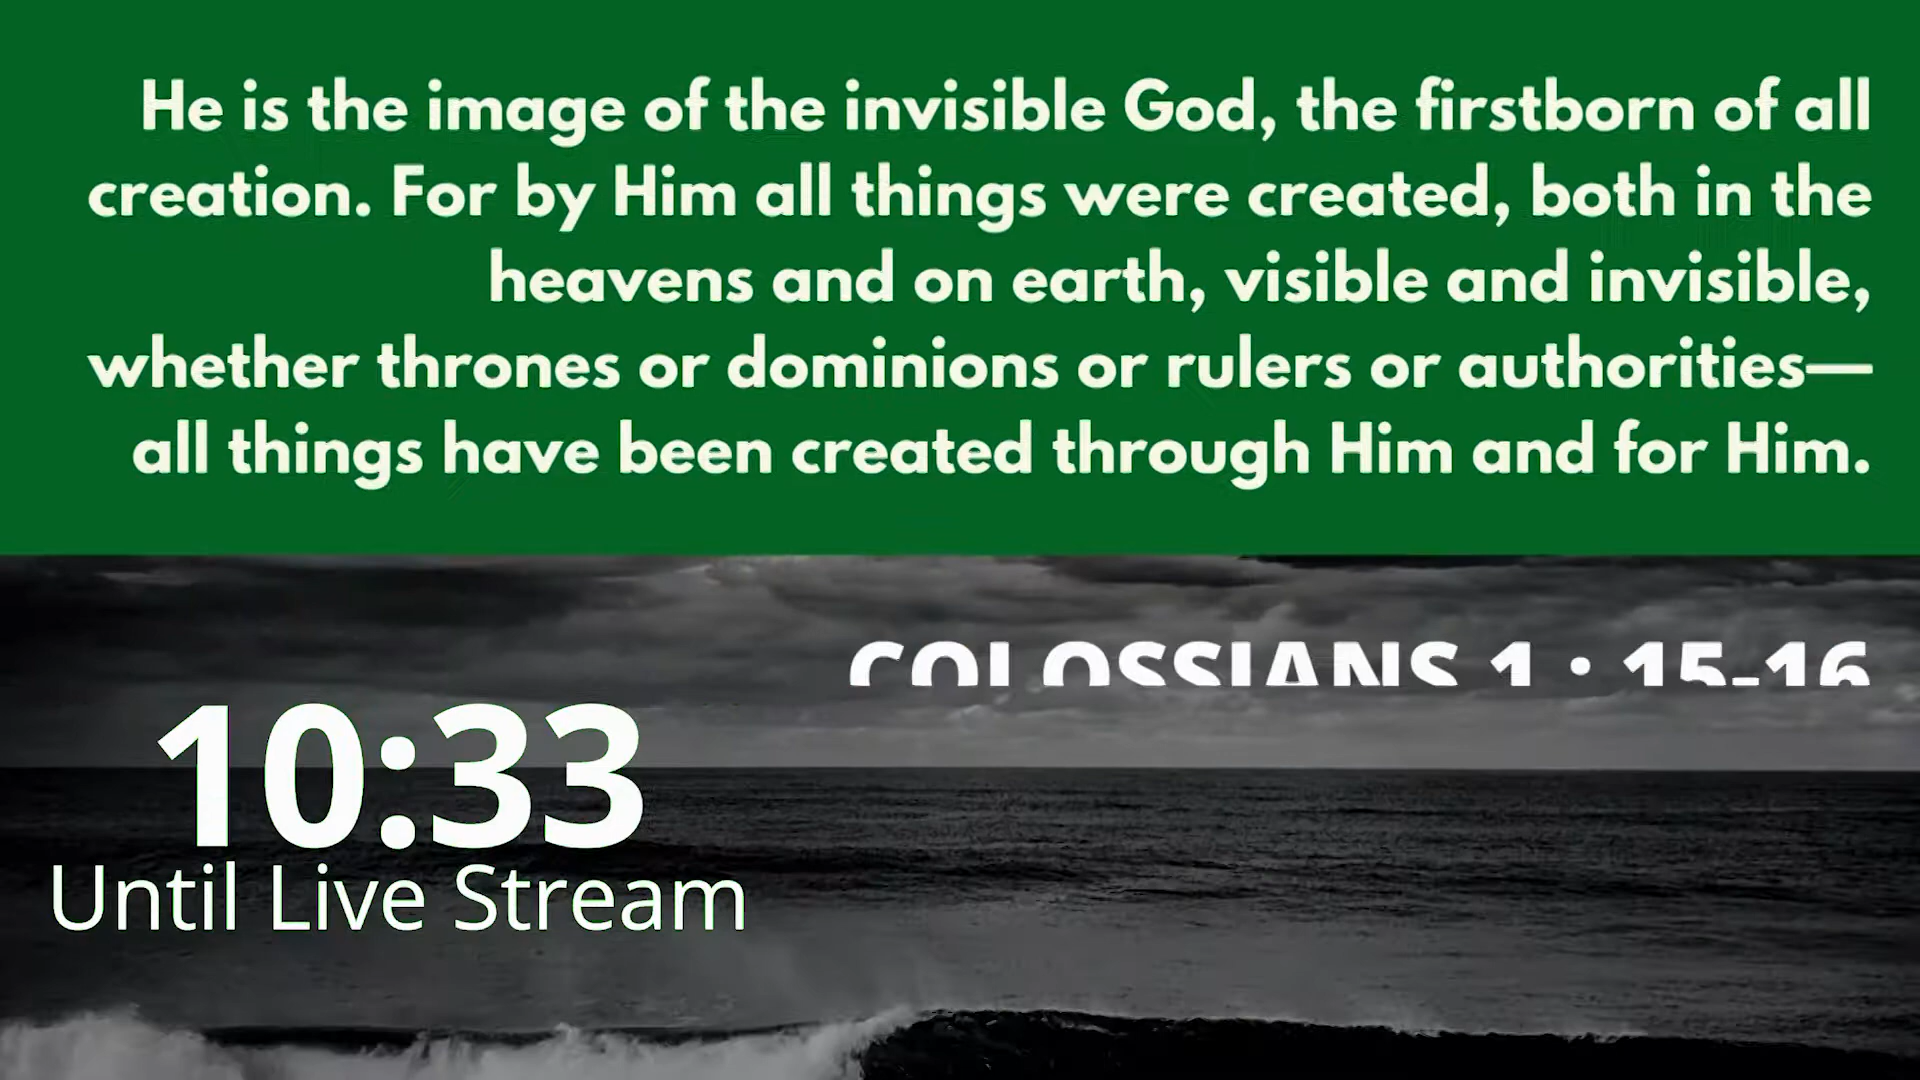 He is the image of the invisible God, the firstborn of all
creation. For by Him all things were created, both in the
heavens and on earth, visible and invisible,
whether thrones or dominions or rulers or authorities—
all things have been created through Him and for Him.
COLOSSIANS 1 : 15-16
10:33
Until Live Stream